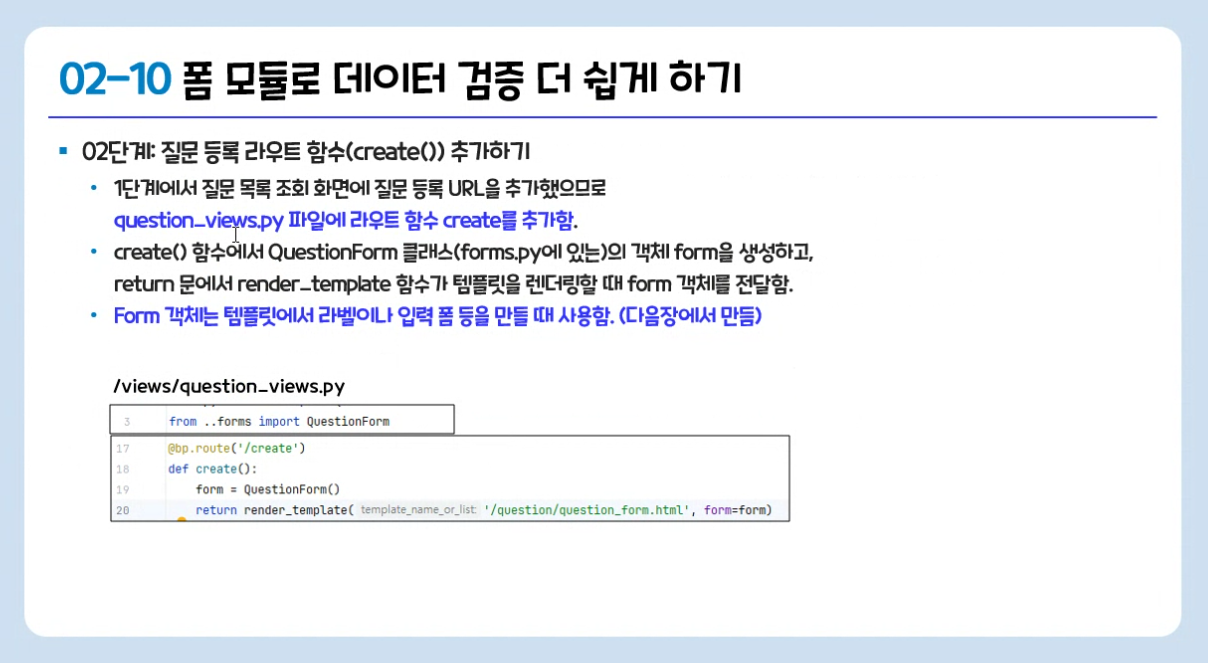 02-10 폼 모듈로 데이터 검증 더 쉽게 하기
02단계: 질문 등록 라우트 함수(create()) 추가하기
1단계에서 질문 목록 조회 화면에 질문 등록 URL을 추가했으므로
question_views.py 파일에 라우트 함수 create를 추가함.
create() 함수에서 QuestionForm 클래스(forms.py에 있는)의 객체 form을 생성하고,
return 문에서 render_template 함수가 템플릿을 렌더링할 때 form 객체를 전달함.
Form 객체는 템플릿에서 라벨이나 입력 폼 등을 만들 때 사용함. (다음장에서 만듬)
/views/question_views.py
3 from ..forms import QuestionForm
17 @bp.route('/create')
18 def create():
19 form = QuestionForm()
20 return render_template( template_name_or_list: '/question/question_form.html', form=form)